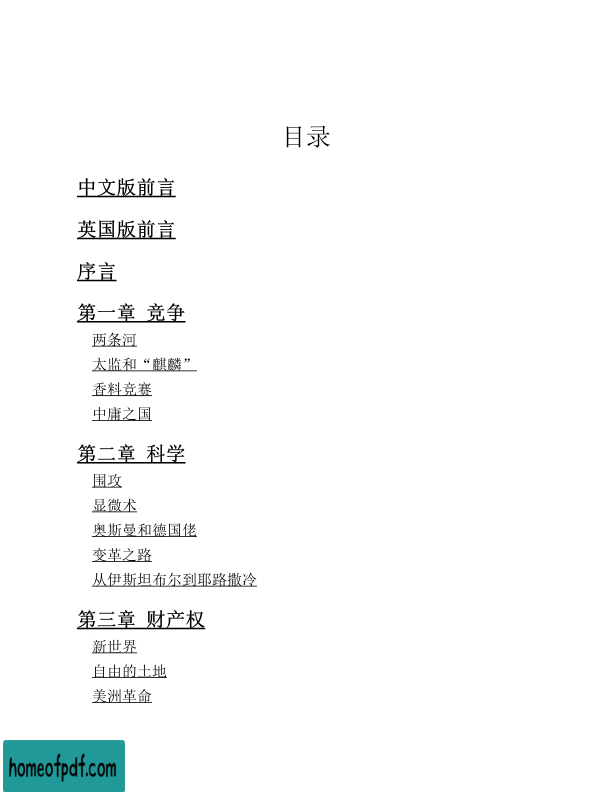 目录
中文版前言
英国版前言
序言
第一章 竞争
两条河
太监和“麒麟”
香料竞赛
中庸之国
第二章 科学
围攻
显微术
奥斯曼和德国佬
变革之路
从伊斯坦布尔到耶路撒冷
第三章 财产权
新世界
自由的土地
美洲革命
homeofpdf.com